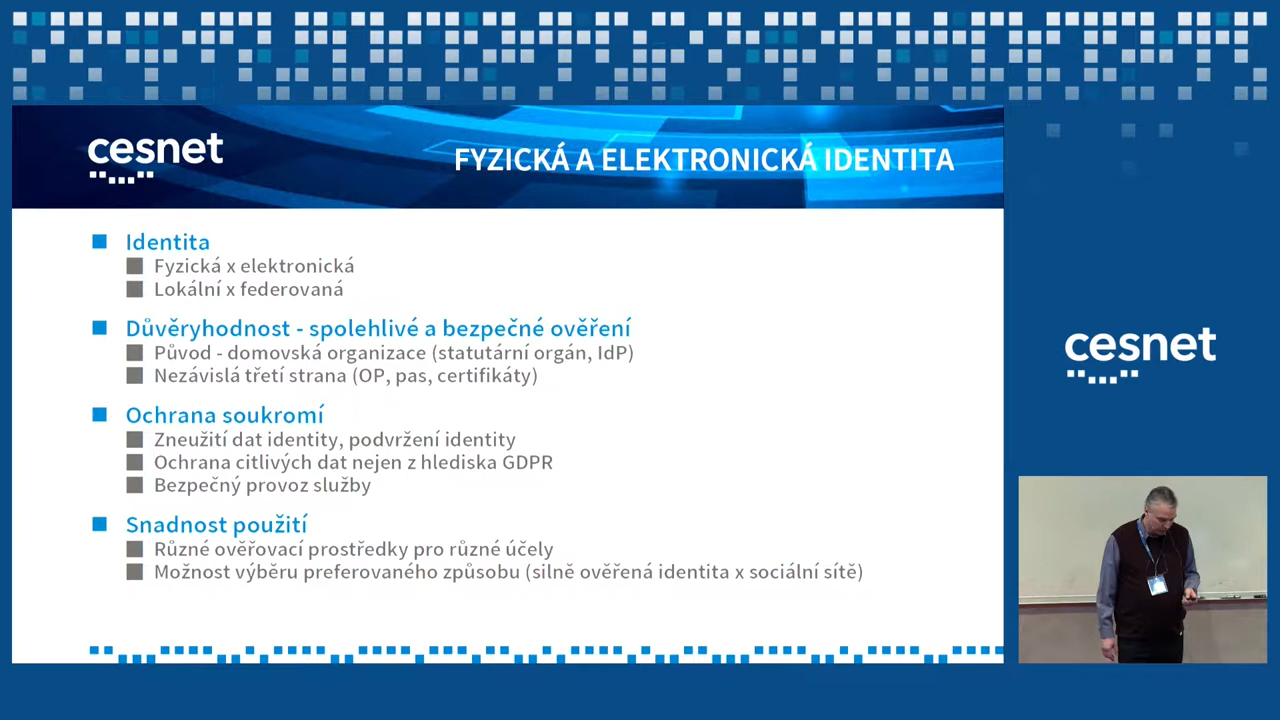 cesnet
FYZICKÁ A ELEKTRONICKÁ IDENTITA
Identita
Fyzická x elektronická
Lokální x federovaná
Důvěryhodnost - spolehlivé a bezpečné ověření
Původ - domovská organizace (statutární orgán, IdP)
Nezávislá třetí strana (OP, pas, certifikáty)
Ochrana soukromí
Zneužití dat identity, podvržení identity
Ochrana citlivých dat nejen z hlediska GDPR
Bezpečný provoz služby
Snadnost použití
Různé ověřovací prostředky pro různé účely
Možnost výběru preferovaného způsobu (silně ověřená identita x sociální sítě)
cesnet